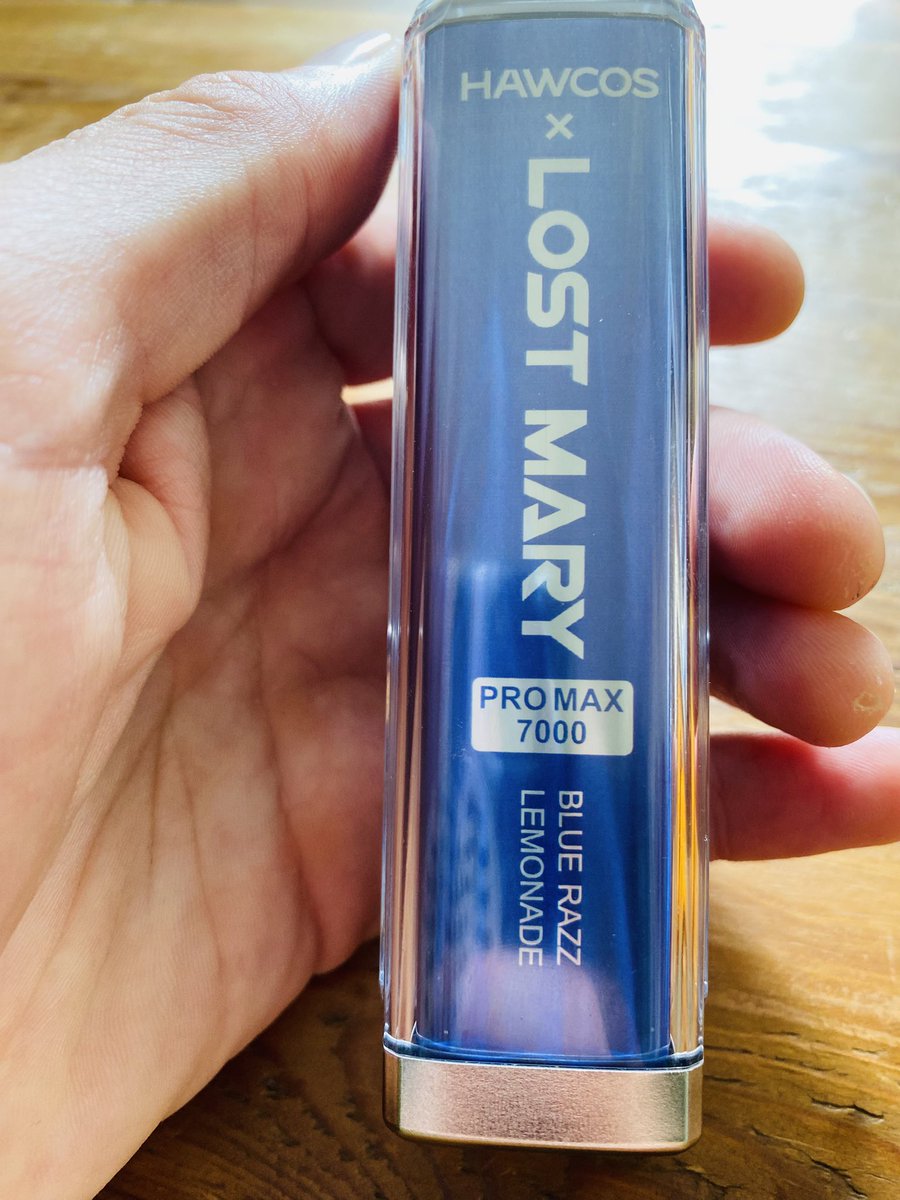 HAWCOS
×
LOST MARY
PRO MAX
7000
BLUE RAZZ
LEMONADE